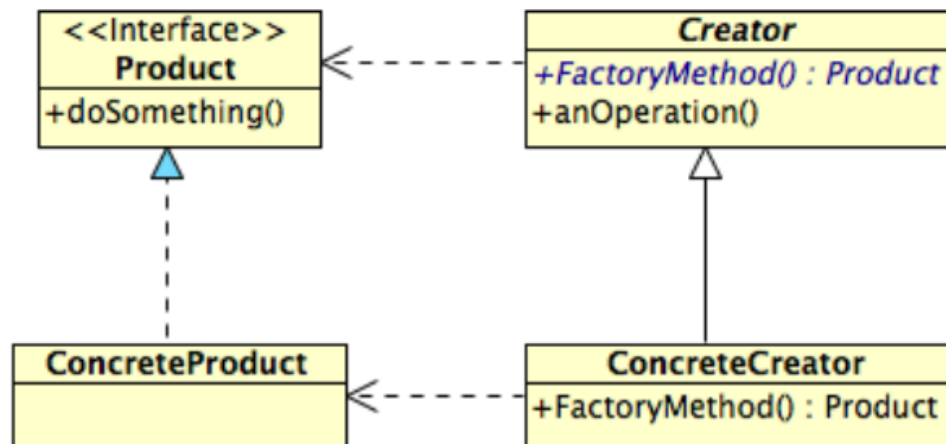 <<Interface>>
Product
+doSomething()
Creator
+FactoryMethod() : Product
+anOperation()
ConcreteProduct
ConcreteCreator
+FactoryMethod() : Product